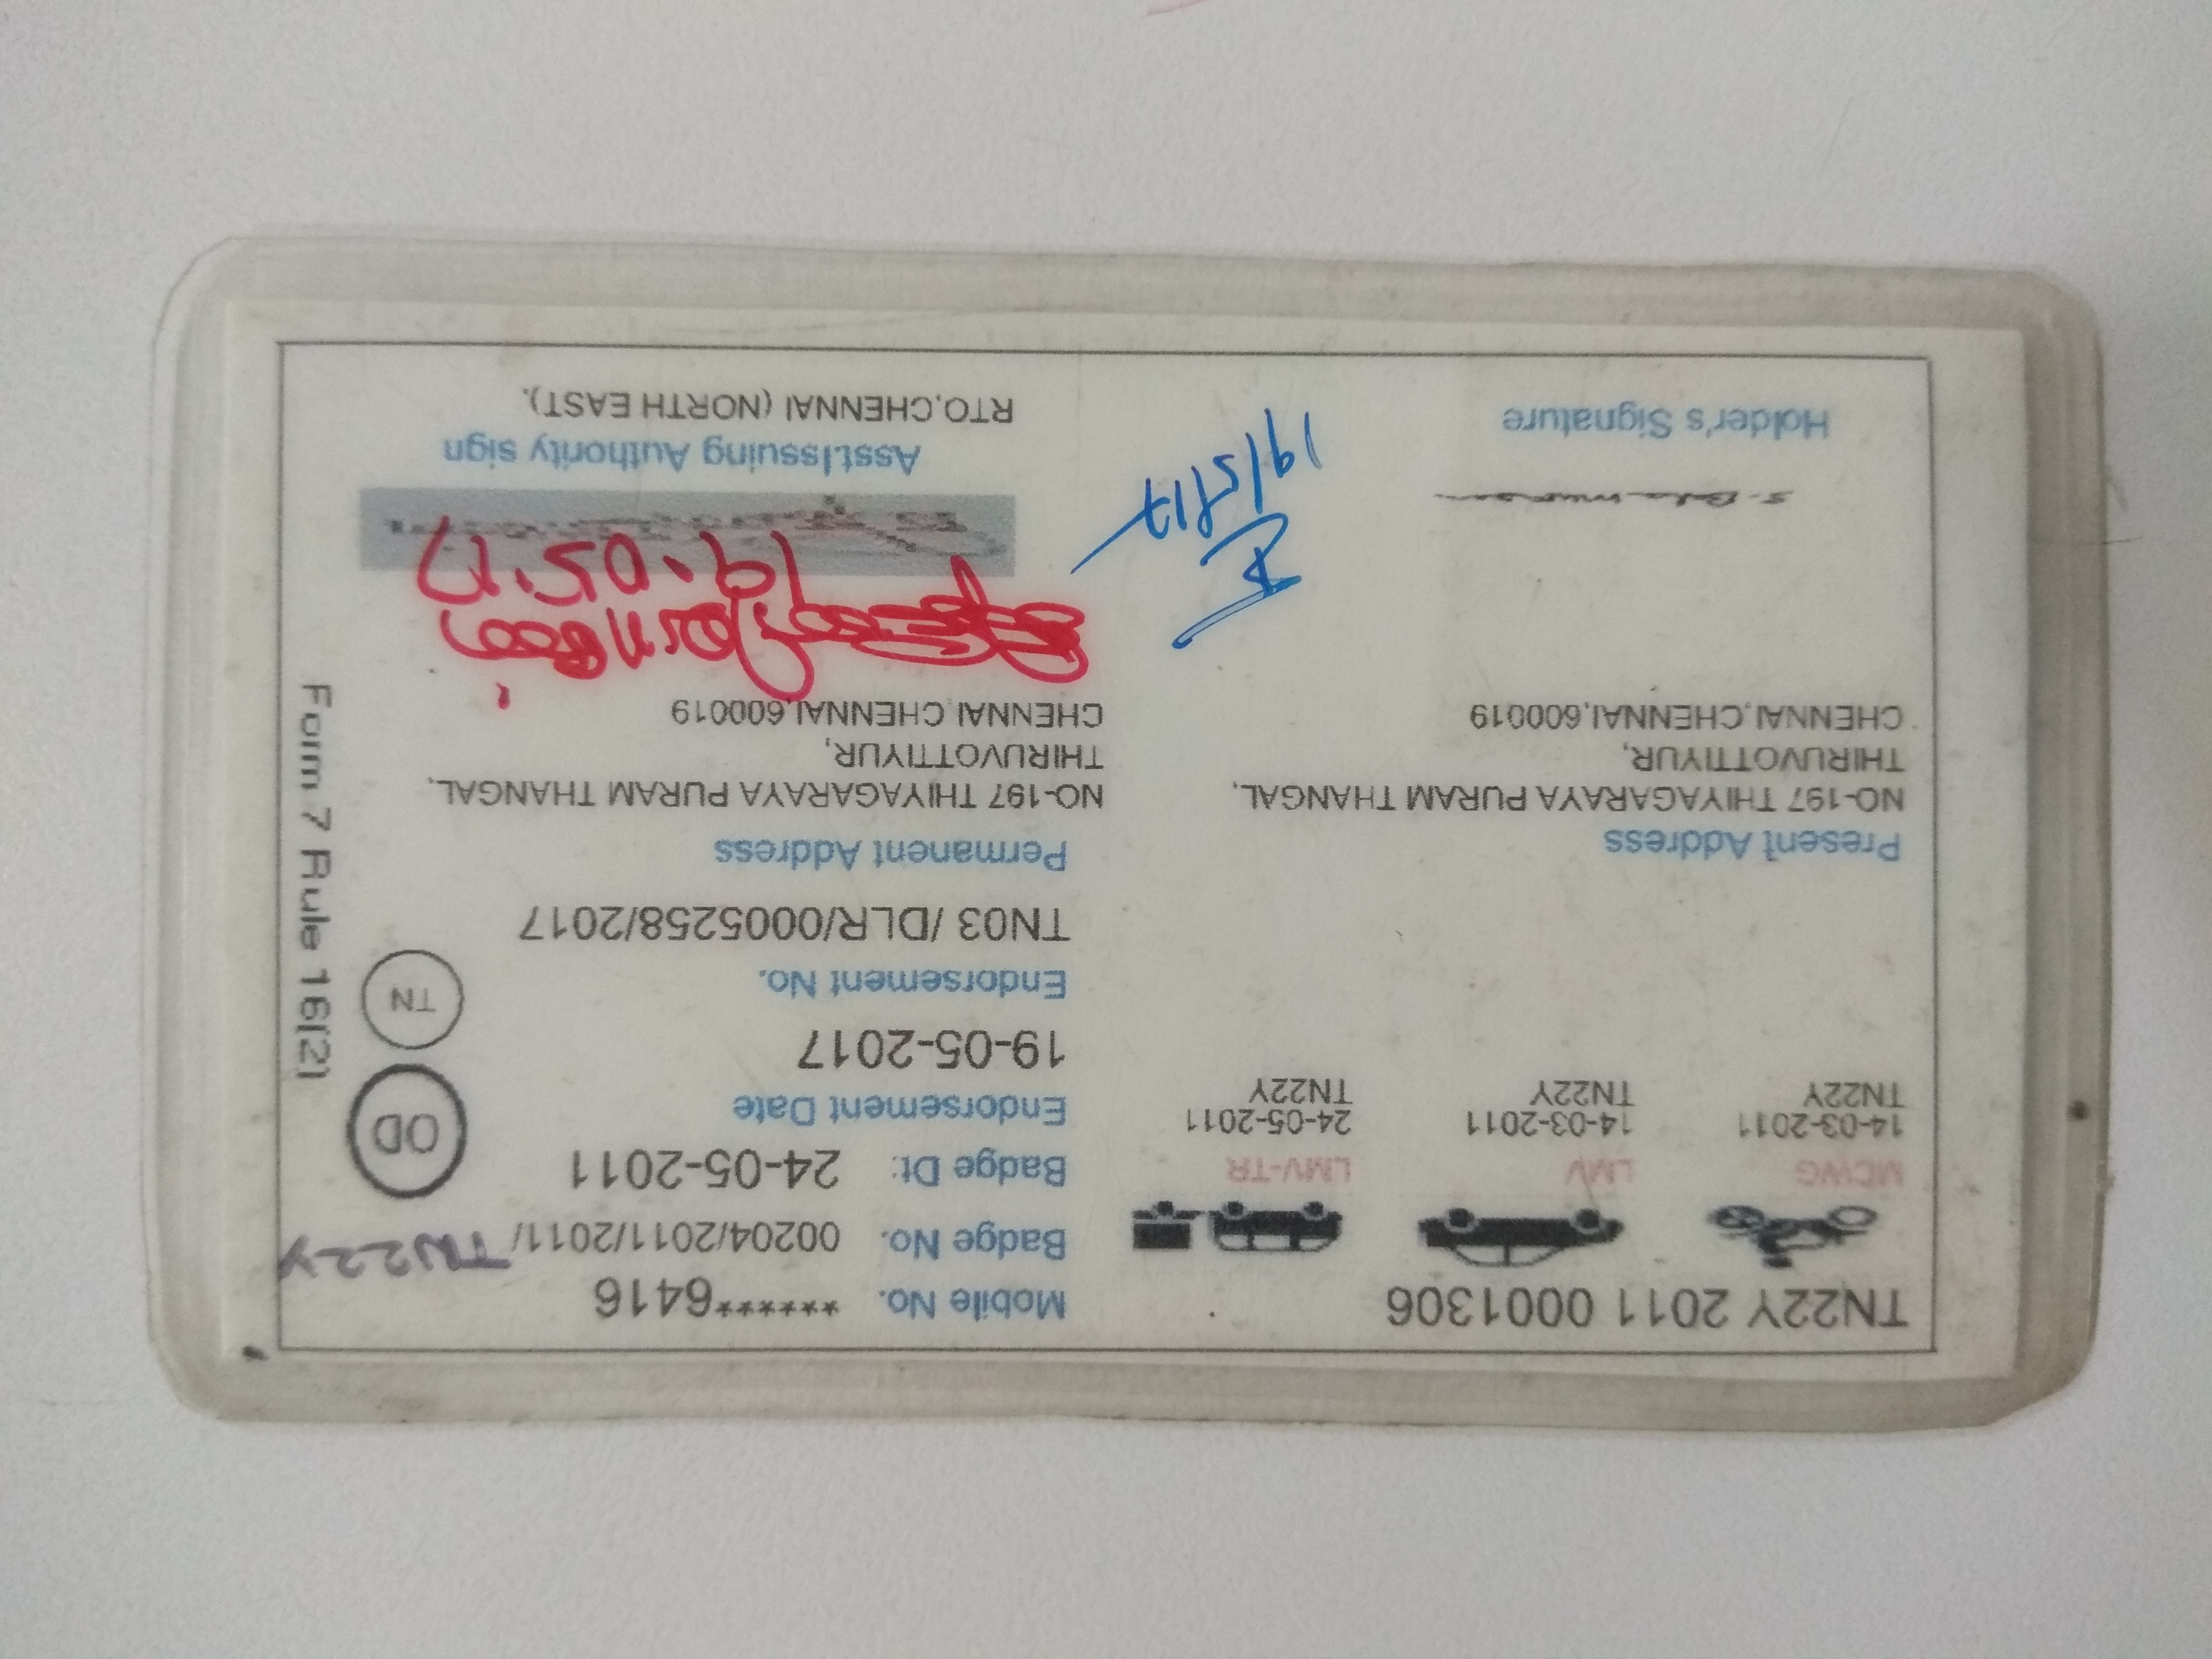 TN22Y 2011 0001306
MCWG
14-03-2011
TN22Y
LMV
14-03-2011
TN22Y
LMV-TR
24-05-2011
TN22Y
Present Address
NO-197 THIYAGARAYA PURAM THANGAL,
THIRUVOTTIYUR,
CHENNAI,CHENNAI,600019
Holder's Signature
19/5/17
Mobile No. ******6416
Badge No. 00204/2011/2011/ TN22Y
Badge Dt: 24-05-2011
Endorsement Date
19-05-2017
Endorsement No.
TN03 /DLR/0005258/2017
OD
TN
Permanent Address
NO-197 THIYAGARAYA PURAM THANGAL,
THIRUVOTTIYUR,
CHENNAI,CHENNAI,600019
19.05.17
Asst.Issuing Authority sign
RTO,CHENNAI (NORTH EAST).
Form 7 Rule 16(2)